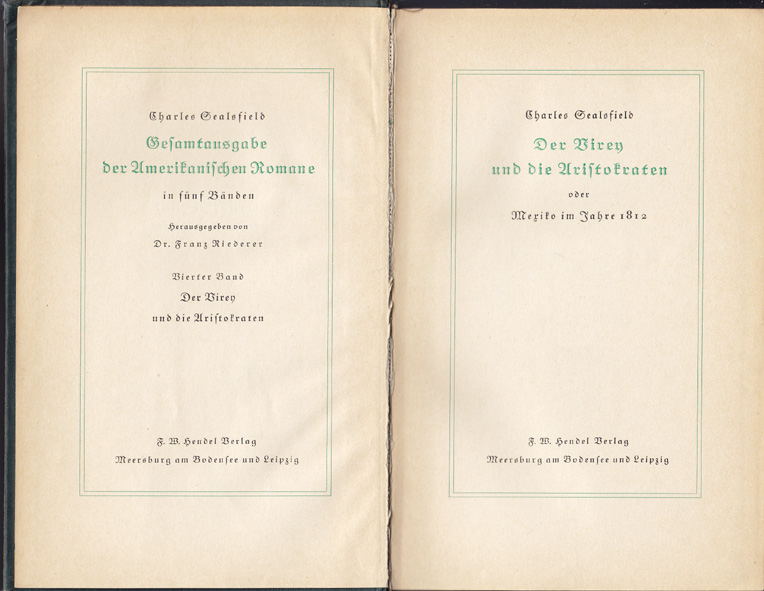 Charles Sealsfield
Gesamtausgabe
der Amerikanischen Romane
in fünf Bänden
Herausgegeben von
Dr. Franz Riederer
Vierter Band
Der Virey
und die Aristokraten
F. W. Hendel Verlag
Meersburg am Bodensee und Leipzig
Charles Sealsfield
Der Virey
und die Aristokraten
oder
Mexiko im Jahre 1812
F. W. Hendel Verlag
Meersburg am Bodensee und Leipzig